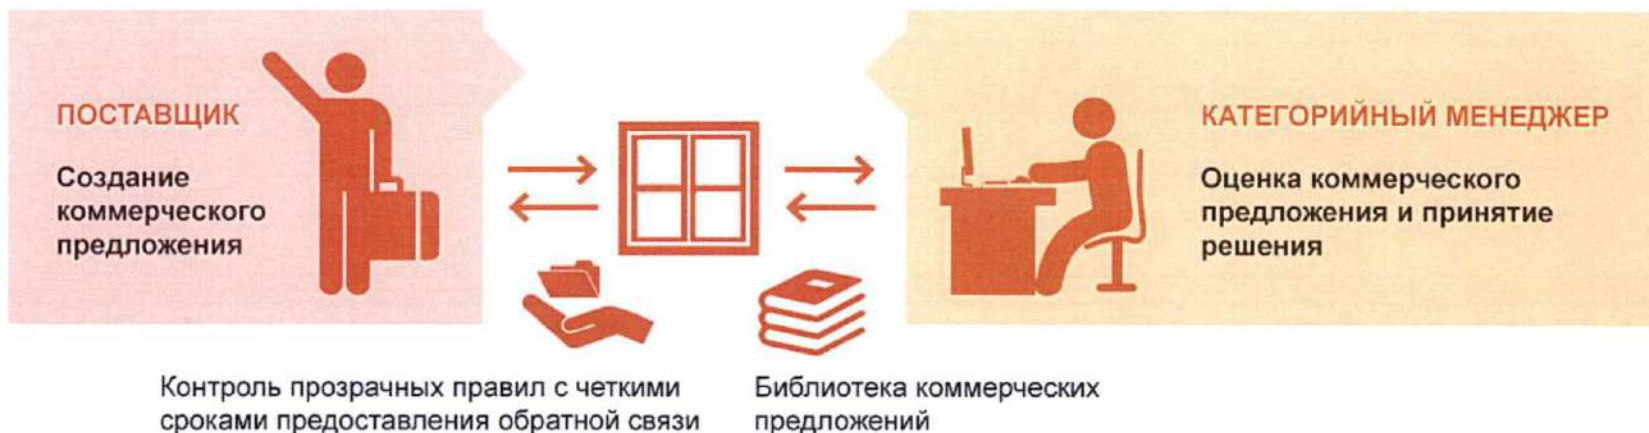 ПОСТАВЩИК
Создание
коммерческого
предложения
КАТЕГОРИЙНЫЙ МЕНЕДЖЕР
Оценка коммерческого
предложения и принятие
решения
Контроль прозрачных правил с четкими
сроками предоставления обратной связи
Библиотека коммерческих
предложений